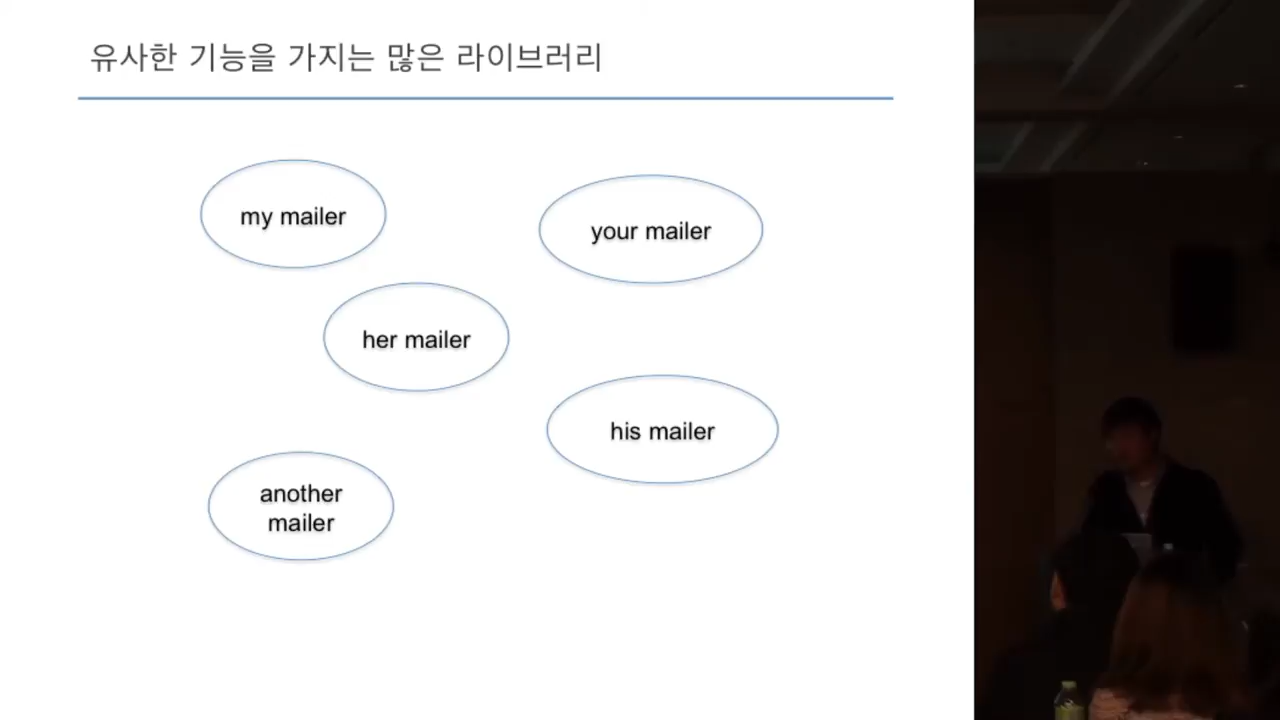 유사한 기능을 가지는 많은 라이브러리
my mailer
your mailer
her mailer
his mailer
another
mailer